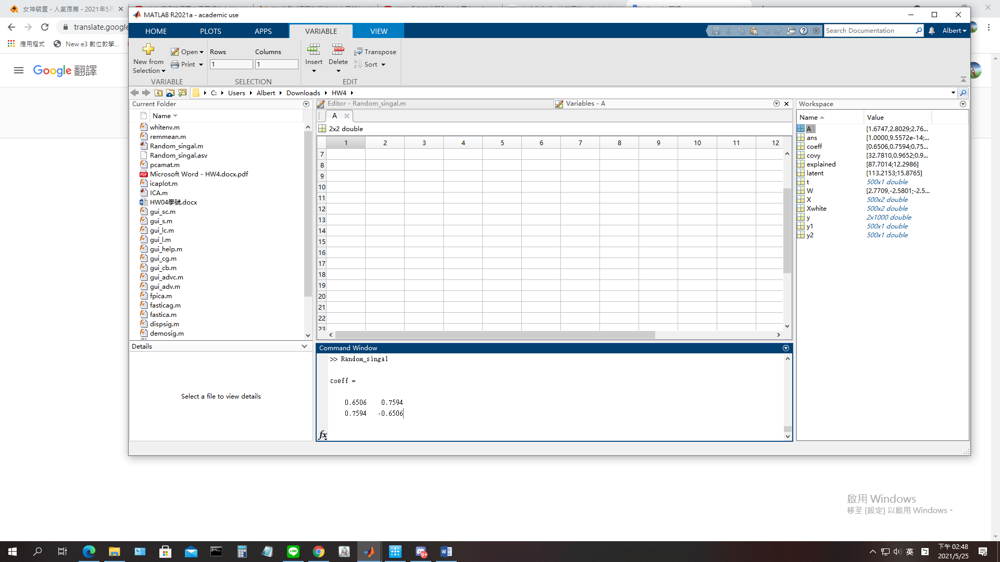 女神裝置 - 人氣推薦 - 2021年5月
MATLAB R2021a - academic use
translate.google
應用程式
New e3 數位教學...
Google 翻譯
HOME
PLOTS
APPS
VARIABLE
VIEW
Search Documentation
Albert
New from
Selection
Open
Print
Rows
Columns
1
1
Insert
Delete
Transpose
Sort
VARIABLE
SELECTION
EDIT
C: Users Albert Downloads HW4
Current Folder
Name
whitenv.m
remmean.m
Random_singal.m
Random_singal.asv
pcamat.m
Microsoft Word - HW4.docx.pdf
icaplot.m
ICA.m
HW04學號.docx
gui_sc.m
gui_s.m
gui_lc.m
gui_l.m
gui_help.m
gui_cg.m
gui_cb.m
gui_advc.m
gui_adv.m
fpica.m
fasticag.m
fastica.m
dispsig.m
demosig.m
Details
Select a file to view details
Editor - Random_singal.m
Variables - A
A
2x2 double
1 2 3 4 5 6 7 8 9 10 11 12
7
8
9
10
11
12
13
14
15
16
17
18
19
20
21
22
23
Command Window
>> Random_singal
coeff =
0.6506 0.7594
0.7594 -0.6506
fx
Workspace
Name Value
A [1.6747,2.8029;2.76...
ans [1.0000,9.5572e-14;...
coeff [0.6506,0.7594;0.75...
covy [32.7810,0.9652;0.9...
explained [87.7014;12.2986]
latent [113.2153;15.8765]
t 500x1 double
W [2.7709,-2.5801;-2.5...
X 500x2 double
Xwhite 500x2 double
y 2x1000 double
y1 500x1 double
y2 500x1 double
啟用 Windows
移至 [設定] 以啟用 Windows。
英
下午 02:48
2021/5/25